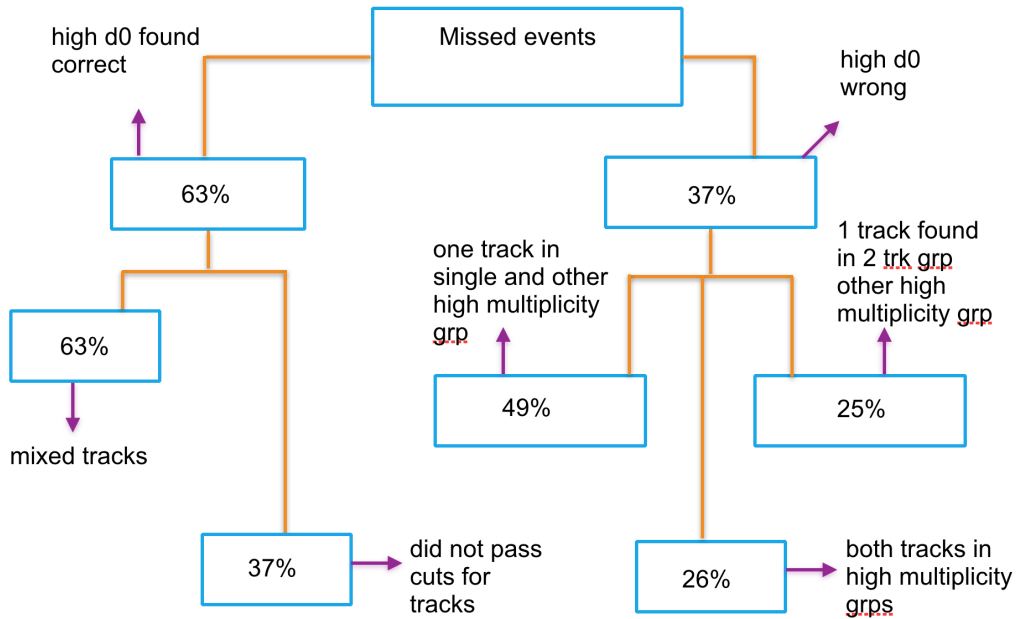 Missed events
high d0 found
correct
high d0
wrong
63%
37%
one track in
single and other
high multiplicity
grp
1 track found
in 2 trk grp
other high
multiplicity grp
63%
49%
25%
mixed tracks
37%
did not pass
cuts for
tracks
26%
both tracks in
high multiplicity
grps